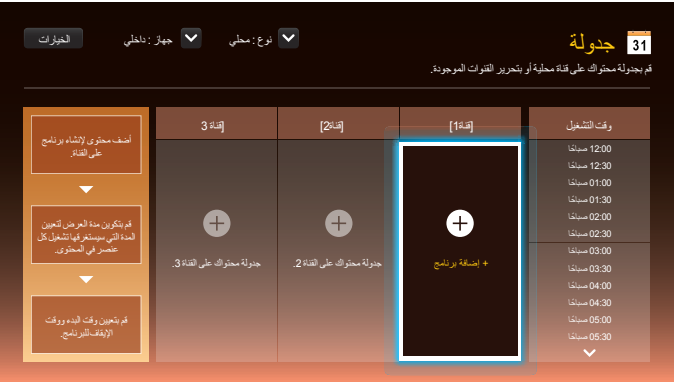 31 جدولة
نوع: محلي
جهاز: داخلي
الخيارات
قم بجدولة محتواك على قناة محلية أو بتحرير القنوات الموجودة.
وقت التشغيل
12:00 صباحًا
12:30 صباحًا
01:00 صباحًا
01:30 صباحًا
02:00 صباحًا
02:30 صباحًا
03:00 صباحًا
03:30 صباحًا
04:00 صباحًا
04:30 صباحًا
05:00 صباحًا
05:30 صباحًا
[قناة1]
+ إضافة برنامج
[قناة2]
جدولة محتواك على القناة 2.
[قناة 3
جدولة محتواك على القناة 3.
أضف محتوى لإنشاء برنامج
على القناة.
قم بتكوين مدة العرض لتعيين
المدة التي سيستغرقها تشغيل كل
عنصر في المحتوى.
قم بتعيين وقت البدء ووقت
الإيقاف للبرنامج.